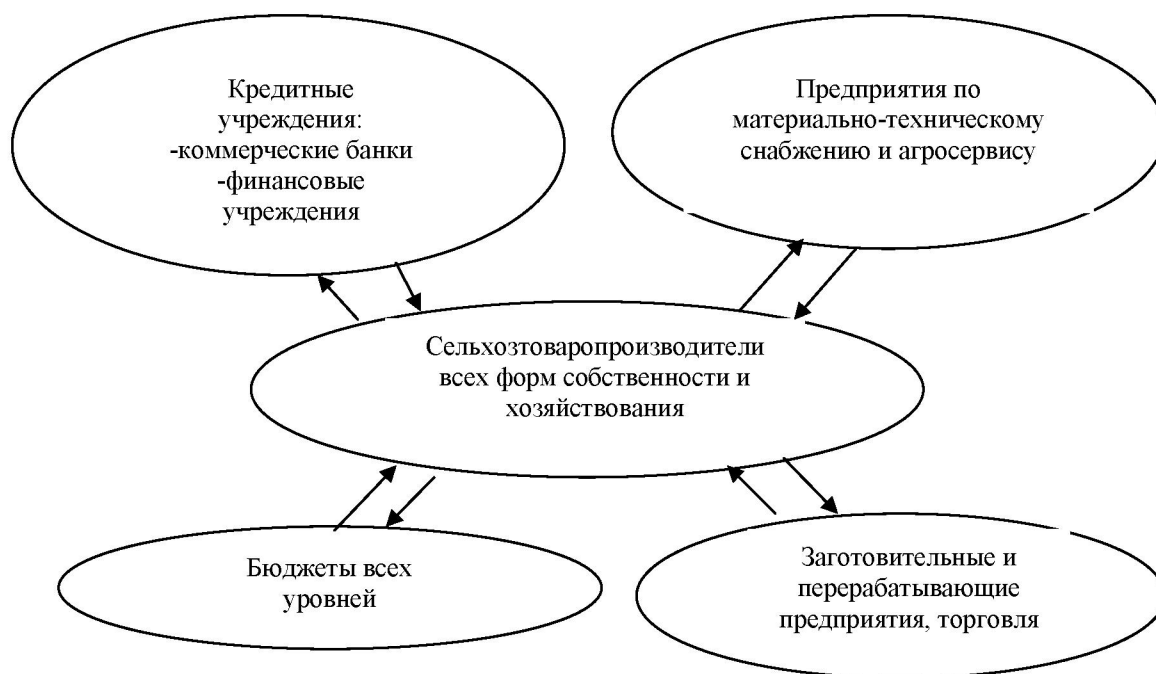 Кредитные
учреждения:
-коммерческие банки
-финансовые
учреждения
Предприятия по
материально-техническому
снабжению и агросервису
Сельхозтоваропроизводители
всех форм собственности и
хозяйствования
Бюджеты всех
уровней
Заготовительные и
перерабатывающие
предприятия, торговля